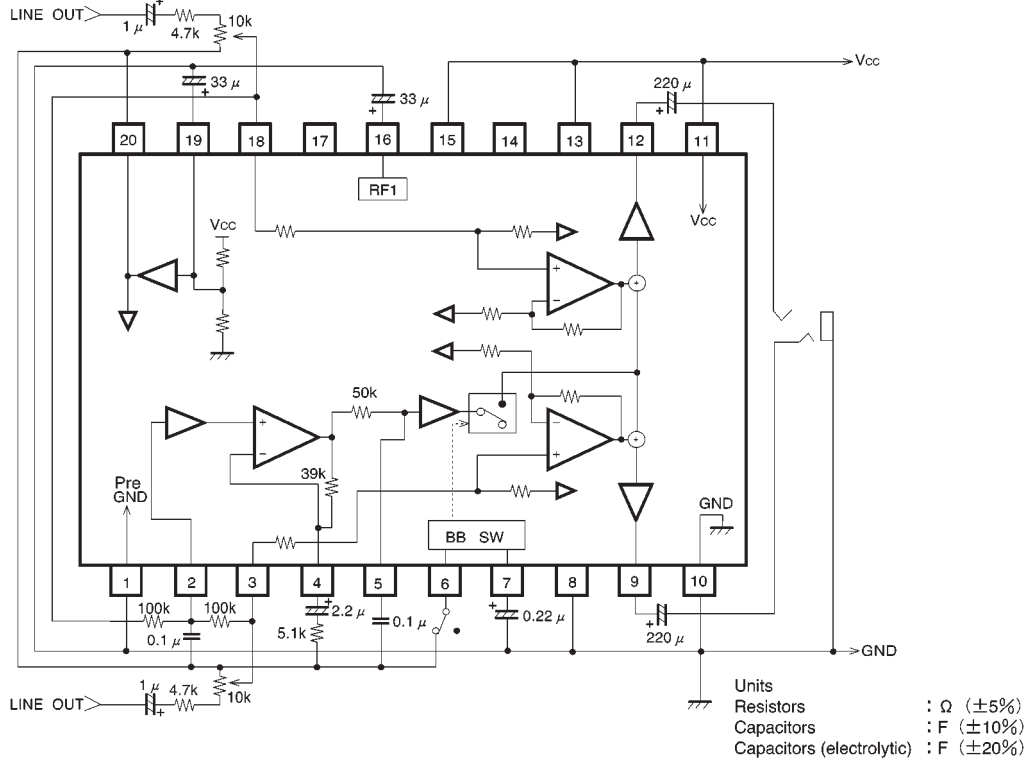 LINE OUT
1 μ
+
4.7k
10k
33 μ
+
33 μ
+
220 μ
+
Vcc
20
19
18
17
16
15
14
13
12
11
RF1
Vcc
Vcc
+
−
+
50k
39k
+
−
−
+
+
Pre
GND
BB SW
GND
1
2
3
4
5
6
7
8
9
10
100k
100k
0.1 μ
+
2.2 μ
5.1k
0.1 μ
+
0.22 μ
+
220 μ
GND
LINE OUT
1 μ
+
4.7k
10k
Units
Resistors : Ω (±5%)
Capacitors : F (±10%)
Capacitors (electrolytic) : F (±20%)